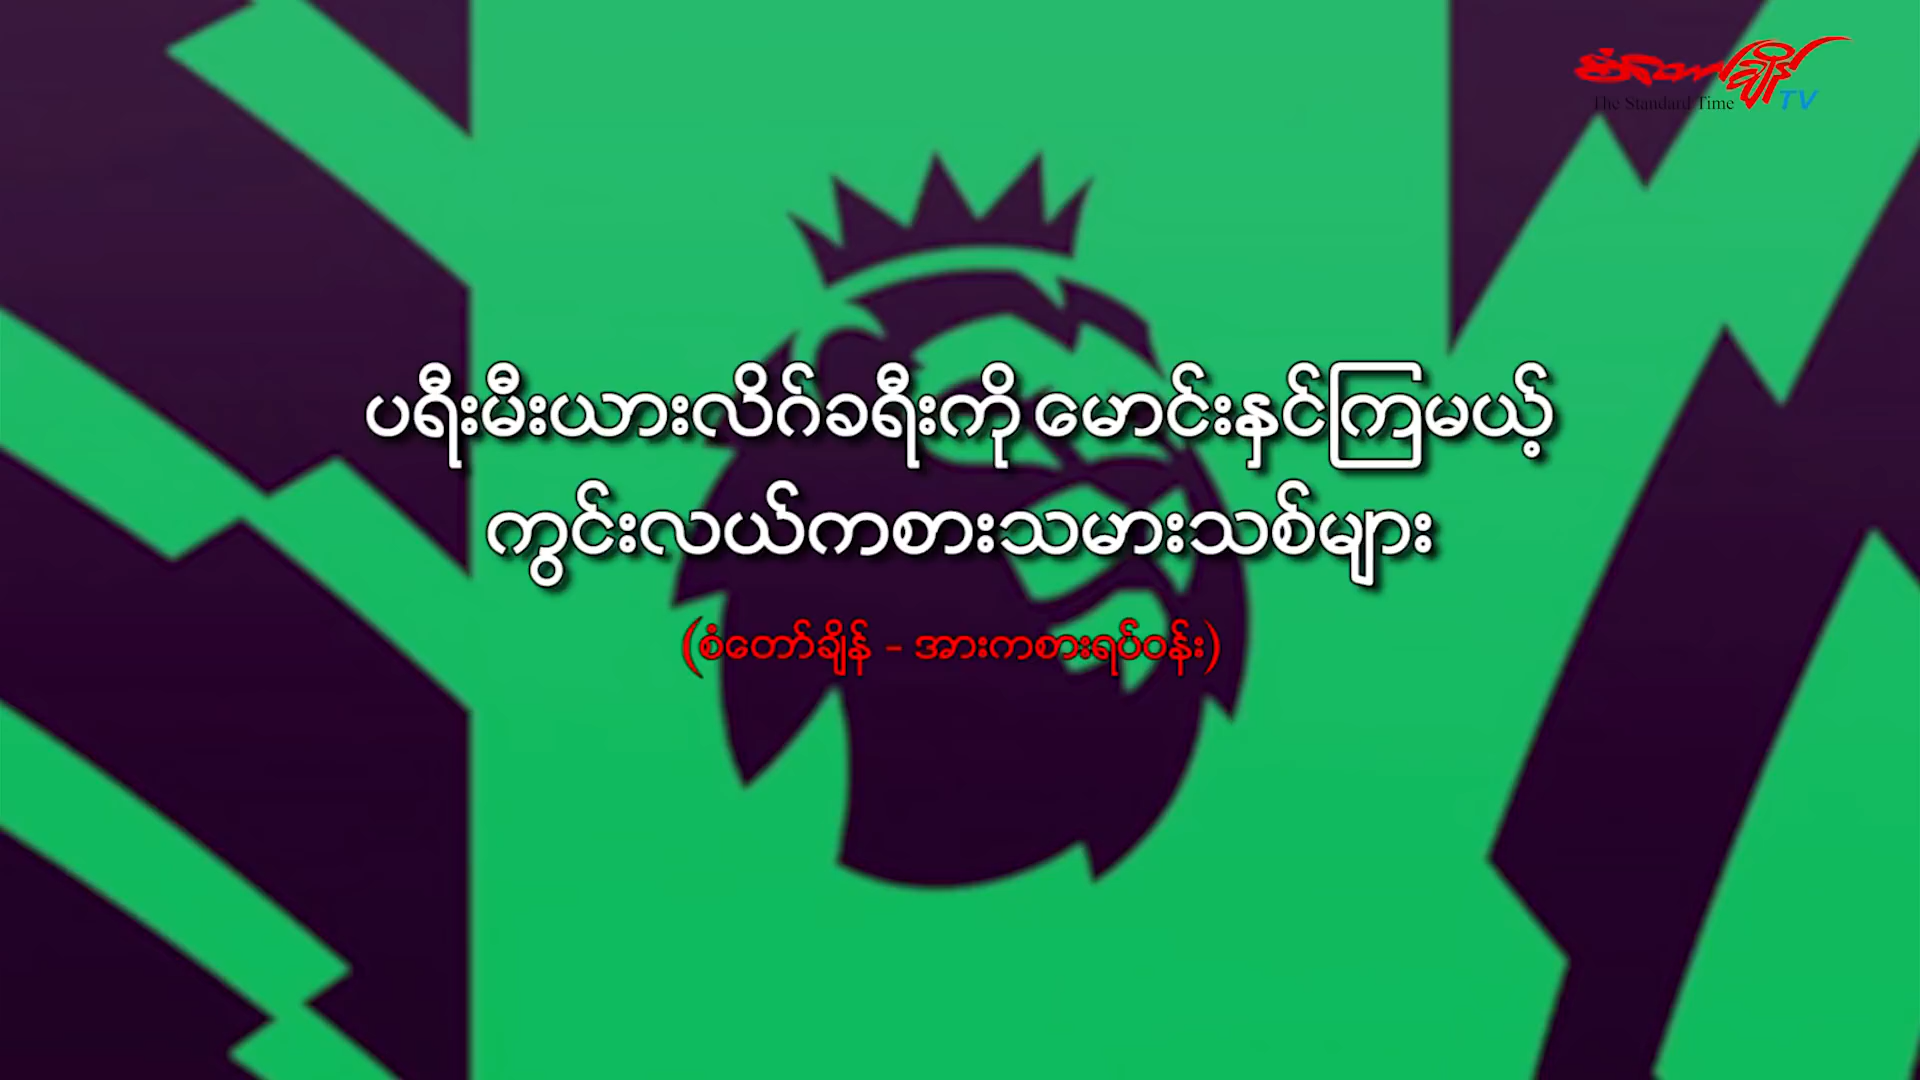 စံတော်ချိန်
The Standard Time TV
ပရီးမီးယားလိဂ်ခရီးကို မောင်းနှင်ကြမယ့်
ကွင်းလယ်ကစားသမားသစ်များ
(စံတော်ချိန် - အားကစားရပ်ဝန်း)